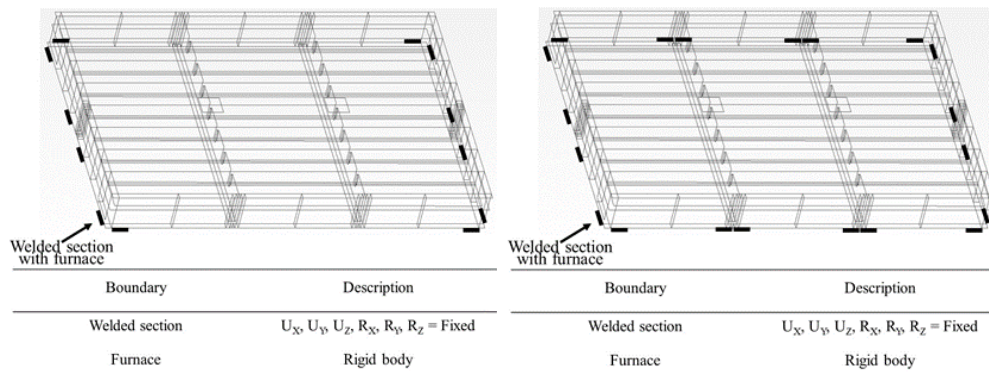 Welded section
with furnace
Boundary Description
Welded section U_X, U_Y, U_Z, R_X, R_Y, R_Z = Fixed
Furnace Rigid body
Welded section
with furnace
Boundary Description
Welded section U_X, U_Y, U_Z, R_X, R_Y, R_Z = Fixed
Furnace Rigid body